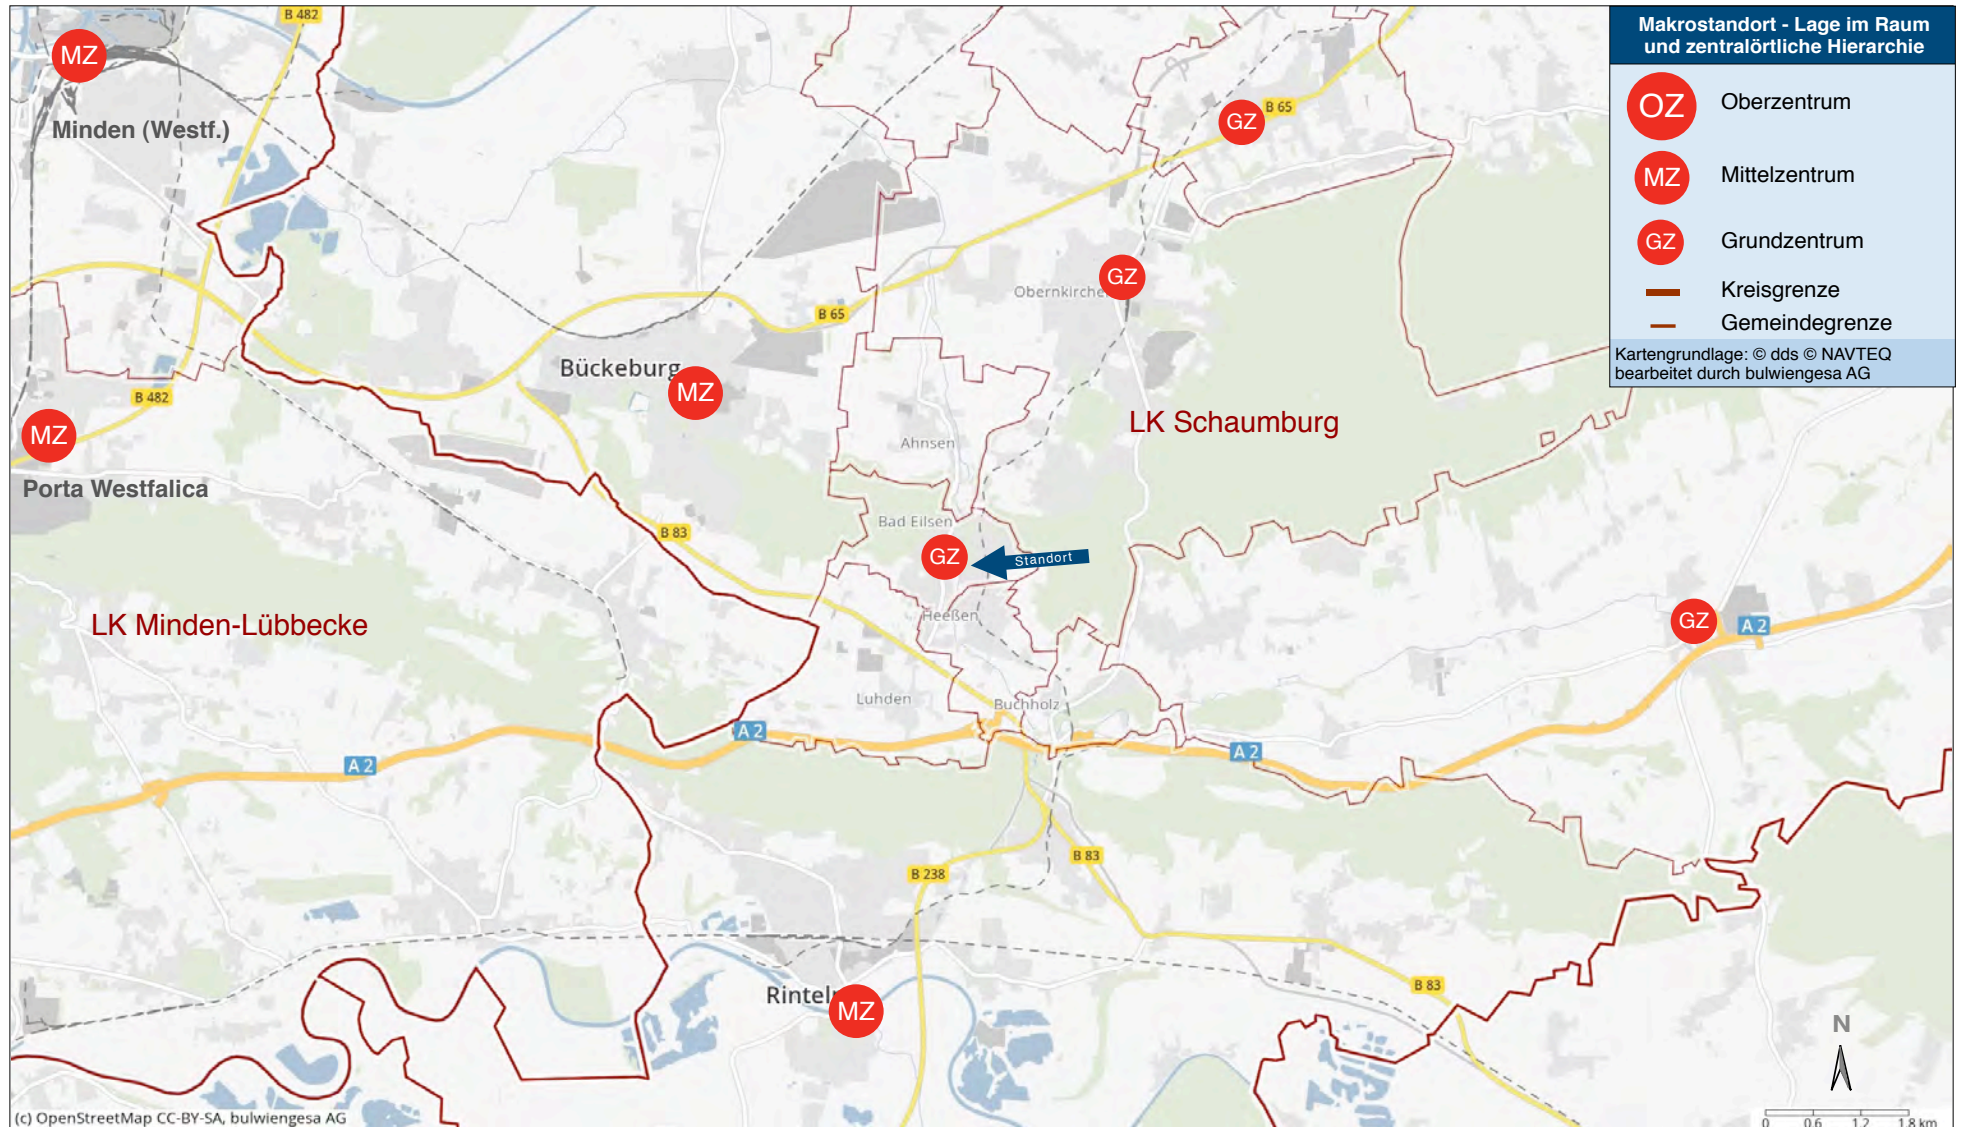 B 482
MZ
Minden (Westf.)
Makrostandort - Lage im Raum
und zentralörtliche Hierarchie
OZ Oberzentrum
MZ Mittelzentrum
GZ Grundzentrum
Kreisgrenze
Gemeindegrenze
Kartengrundlage: © dds © NAVTEQ
bearbeitet durch bulwiengesa AG
GZ
B 65
Obernkirche
GZ
B 65
Bückeburg
MZ
B 482
MZ
Porta Westfalica
LK Schaumburg
Ahnsen
Bad Eilsen
B 83
GZ
Standort
Heeßen
LK Minden-Lübbecke
GZ
A 2
Luhden
Buchholz
A 2
A 2
A 2
B 83
B 238
B 83
Rinteln
MZ
N
(c) OpenStreetMap CC-BY-SA, bulwiengesa AG
0 0.6 1.2 1.8 km